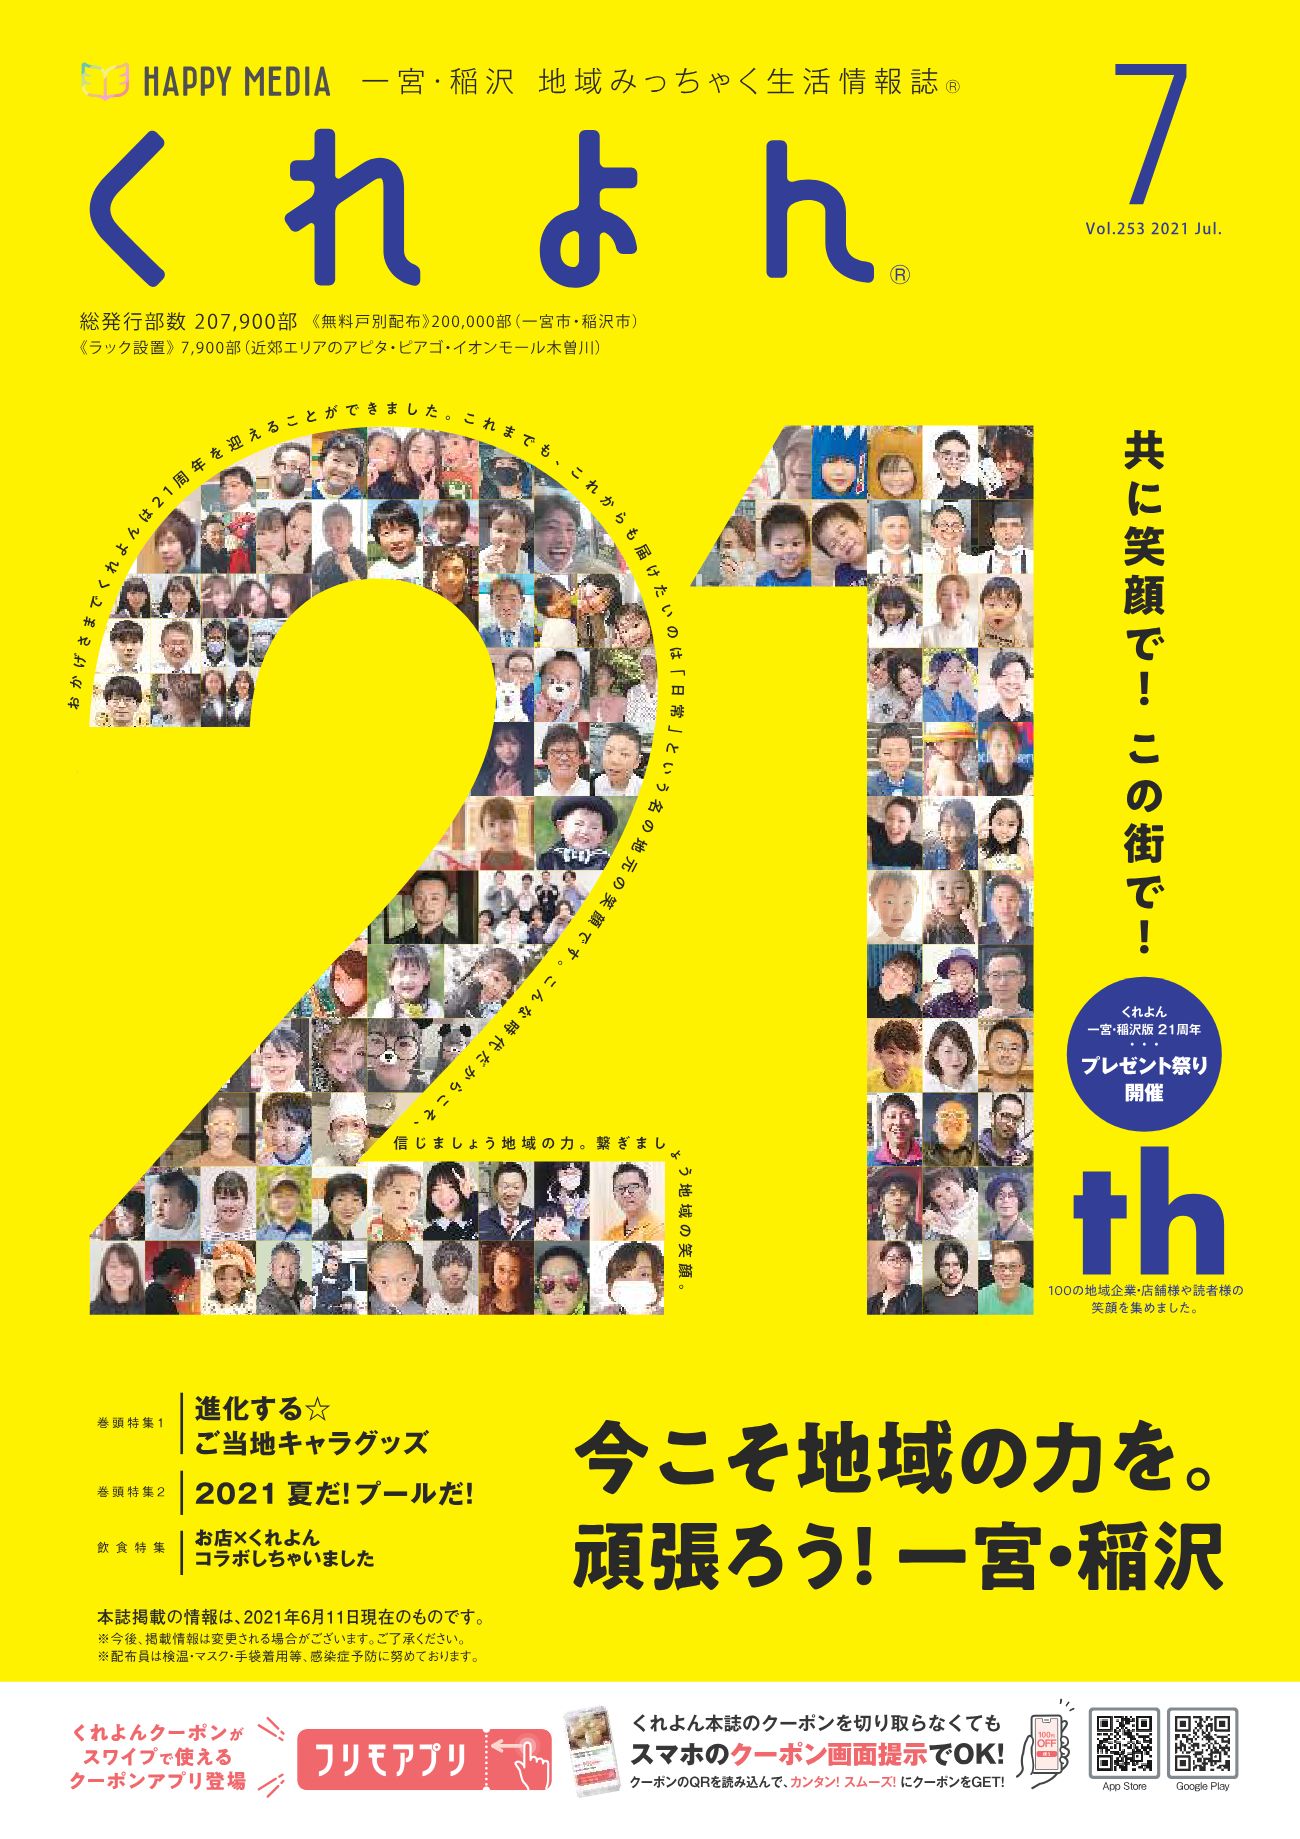 HAPPY MEDIA 一宮・稲沢 地域みっちゃく生活情報誌®
くれよん®
7
Vol.253 2021 Jul.
総発行部数 207,900部 《無料戸別配布》200,000部（一宮市・稲沢市）
《ラック設置》 7,900部（近郊エリアのアピタ・ピアゴ・イオンモール木曽川）
おかげさまでくれよんは21周年を迎えることができました。これまでも、これからも届けたいのは「日常」という名の地元の笑顔です。こんな時代だからこそ、
信じましょう地域の力。繋ぎましょう地域の笑顔。
21
th
共に笑顔で！この街で！
くれよん
一宮・稲沢版 21周年
・・・
プレゼント祭り
開催
100の地域企業・店舗様や読者様の
笑顔を集めました。
巻頭特集1
進化する☆
ご当地キャラグッズ
巻頭特集2
2021 夏だ！プールだ！
飲食特集
お店×くれよん
コラボしちゃいました
今こそ地域の力を。
頑張ろう！一宮・稲沢
本誌掲載の情報は、2021年6月11日現在のものです。
※今後、掲載情報は変更される場合がございます。ご了承ください。
※配布員は検温・マスク・手袋着用等、感染症予防に努めております。
くれよんクーポンが
スワイプで使える
クーポンアプリ登場
フリモアプリ
くれよん本誌のクーポンを切り取らなくても
スマホのクーポン画面提示でOK！
クーポンのQRを読み込んで、カンタン！スムーズ！にクーポンをGET！
100円
OFF
App Store
Google Play